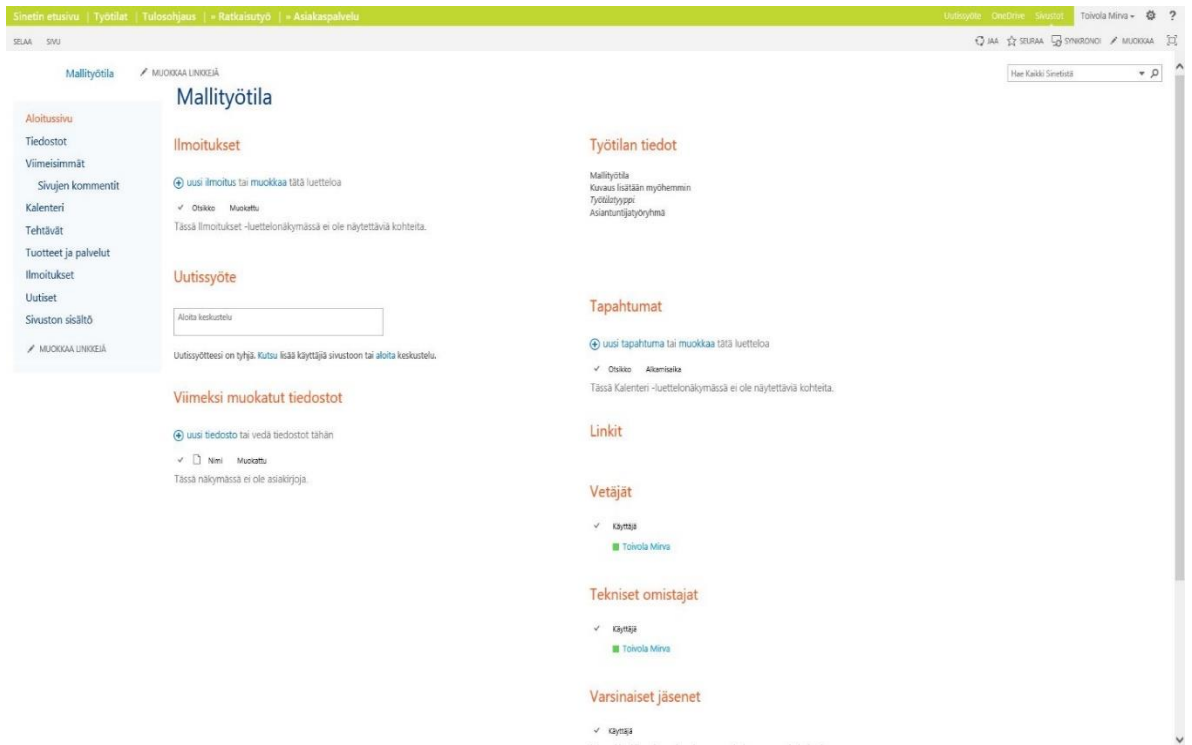 Sinetin etusivu | Työtilat | Tulosohjaus | » Ratkaisutyö | » Asiakaspalvelu
Uutissyöte OneDrive Sivustot Toivola Mirva ?
SELAA SIVU
JAA SEURAA SYNKRONOI MUOKKAA
Mallityötila MUOKKAA LINKKEJÄ
Hae Kaikki Sinetistä
Mallityötila
Aloitussivu
Tiedostot
Viimeisimmät
Sivujen kommentit
Kalenteri
Tehtävät
Tuotteet ja palvelut
Ilmoitukset
Uutiset
Sivuston sisältö
MUOKKAA LINKKEJÄ
Ilmoitukset
uusi ilmoitus tai muokkaa tätä luetteloa
✓ Otsikko Muokattu
Tässä Ilmoitukset -luettelonäkymässä ei ole näytettäviä kohteita.
Uutissyöte
Aloita keskustelu
Uutissyötteesi on tyhjä. Kutsu lisää käyttäjiä sivustoon tai aloita keskustelu.
Viimeksi muokatut tiedostot
uusi tiedosto tai vedä tiedostot tähän
✓ Nimi Muokattu
Tässä näkymässä ei ole asiakirjoja.
Työtilan tiedot
Mallityötila
Kuvaus lisätään myöhemmin
Työtilatyyppi
Asiantuntijatyöryhmä
Tapahtumat
uusi tapahtuma tai muokkaa tätä luetteloa
✓ Otsikko Alkamisaika
Tässä Kalenteri -luettelonäkymässä ei ole näytettäviä kohteita.
Linkit
Vetäjät
✓ Käyttäjä
Toivola Mirva
Tekniset omistajat
✓ Käyttäjä
Toivola Mirva
Varsinaiset jäsenet
✓ Käyttäjä